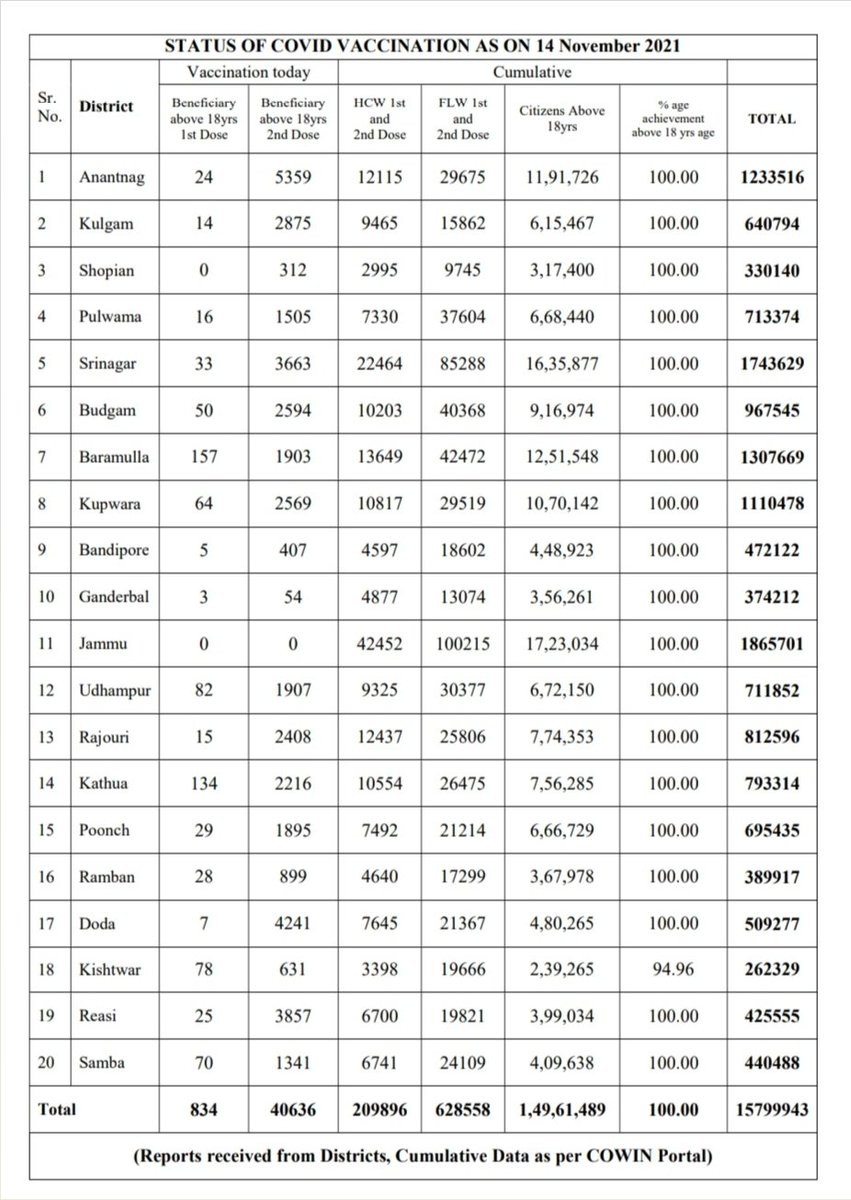 STATUS OF COVID VACCINATION AS ON 14 November 2021
Sr. No. District Vaccination today Cumulative TOTAL
Beneficiary above 18yrs 1st Dose Beneficiary above 18yrs 2nd Dose HCW 1st and 2nd Dose FLW 1st and 2nd Dose Citizens Above 18yrs % age achievement above 18 yrs age
1 Anantnag 24 5359 12115 29675 11,91,726 100.00 1233516
2 Kulgam 14 2875 9465 15862 6,15,467 100.00 640794
3 Shopian 0 312 2995 9745 3,17,400 100.00 330140
4 Pulwama 16 1505 7330 37604 6,68,440 100.00 713374
5 Srinagar 33 3663 22464 85288 16,35,877 100.00 1743629
6 Budgam 50 2594 10203 40368 9,16,974 100.00 967545
7 Baramulla 157 1903 13649 42472 12,51,548 100.00 1307669
8 Kupwara 64 2569 10817 29519 10,70,142 100.00 1110478
9 Bandipore 5 407 4597 18602 4,48,923 100.00 472122
10 Ganderbal 3 54 4877 13074 3,56,261 100.00 374212
11 Jammu 0 0 42452 100215 17,23,034 100.00 1865701
12 Udhampur 82 1907 9325 30377 6,72,150 100.00 711852
13 Rajouri 15 2408 12437 25806 7,74,353 100.00 812596
14 Kathua 134 2216 10554 26475 7,56,285 100.00 793314
15 Poonch 29 1895 7492 21214 6,66,729 100.00 695435
16 Ramban 28 899 4640 17299 3,67,978 100.00 389917
17 Doda 7 4241 7645 21367 4,80,265 100.00 509277
18 Kishtwar 78 631 3398 19666 2,39,265 94.96 262329
19 Reasi 25 3857 6700 19821 3,99,034 100.00 425555
20 Samba 70 1341 6741 24109 4,09,638 100.00 440488
Total 834 40636 209896 628558 1,49,61,489 100.00 15799943
(Reports received from Districts, Cumulative Data as per COWIN Portal)